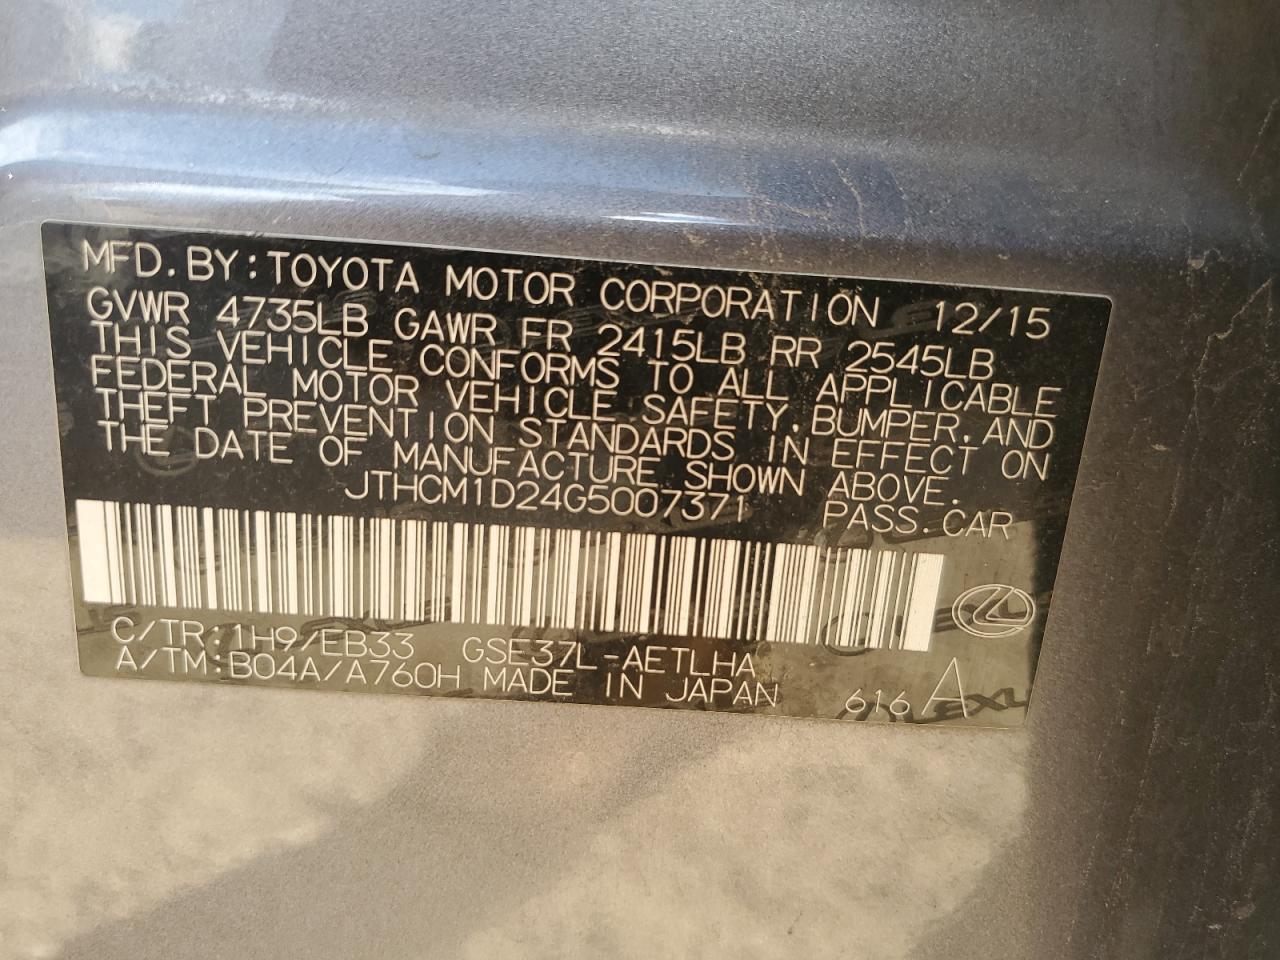 MFD.BY:TOYOTA MOTOR CORPORATION 12/15
GVWR 4735LB GAWR FR 2415LB RR 2545LB
THIS VEHICLE CONFORMS TO ALL APPLICABLE
FEDERAL MOTOR VEHICLE SAFETY,BUMPER,AND
THEFT PREVENTION STANDARDS IN EFFECT ON
THE DATE OF MANUFACTURE SHOWN ABOVE.
JTHCM1D24G5007371 PASS.CAR
C/TR:1H9/EB33 GSE37L-AETLHA
A/TM:B04A/A760H MADE IN JAPAN 616 A